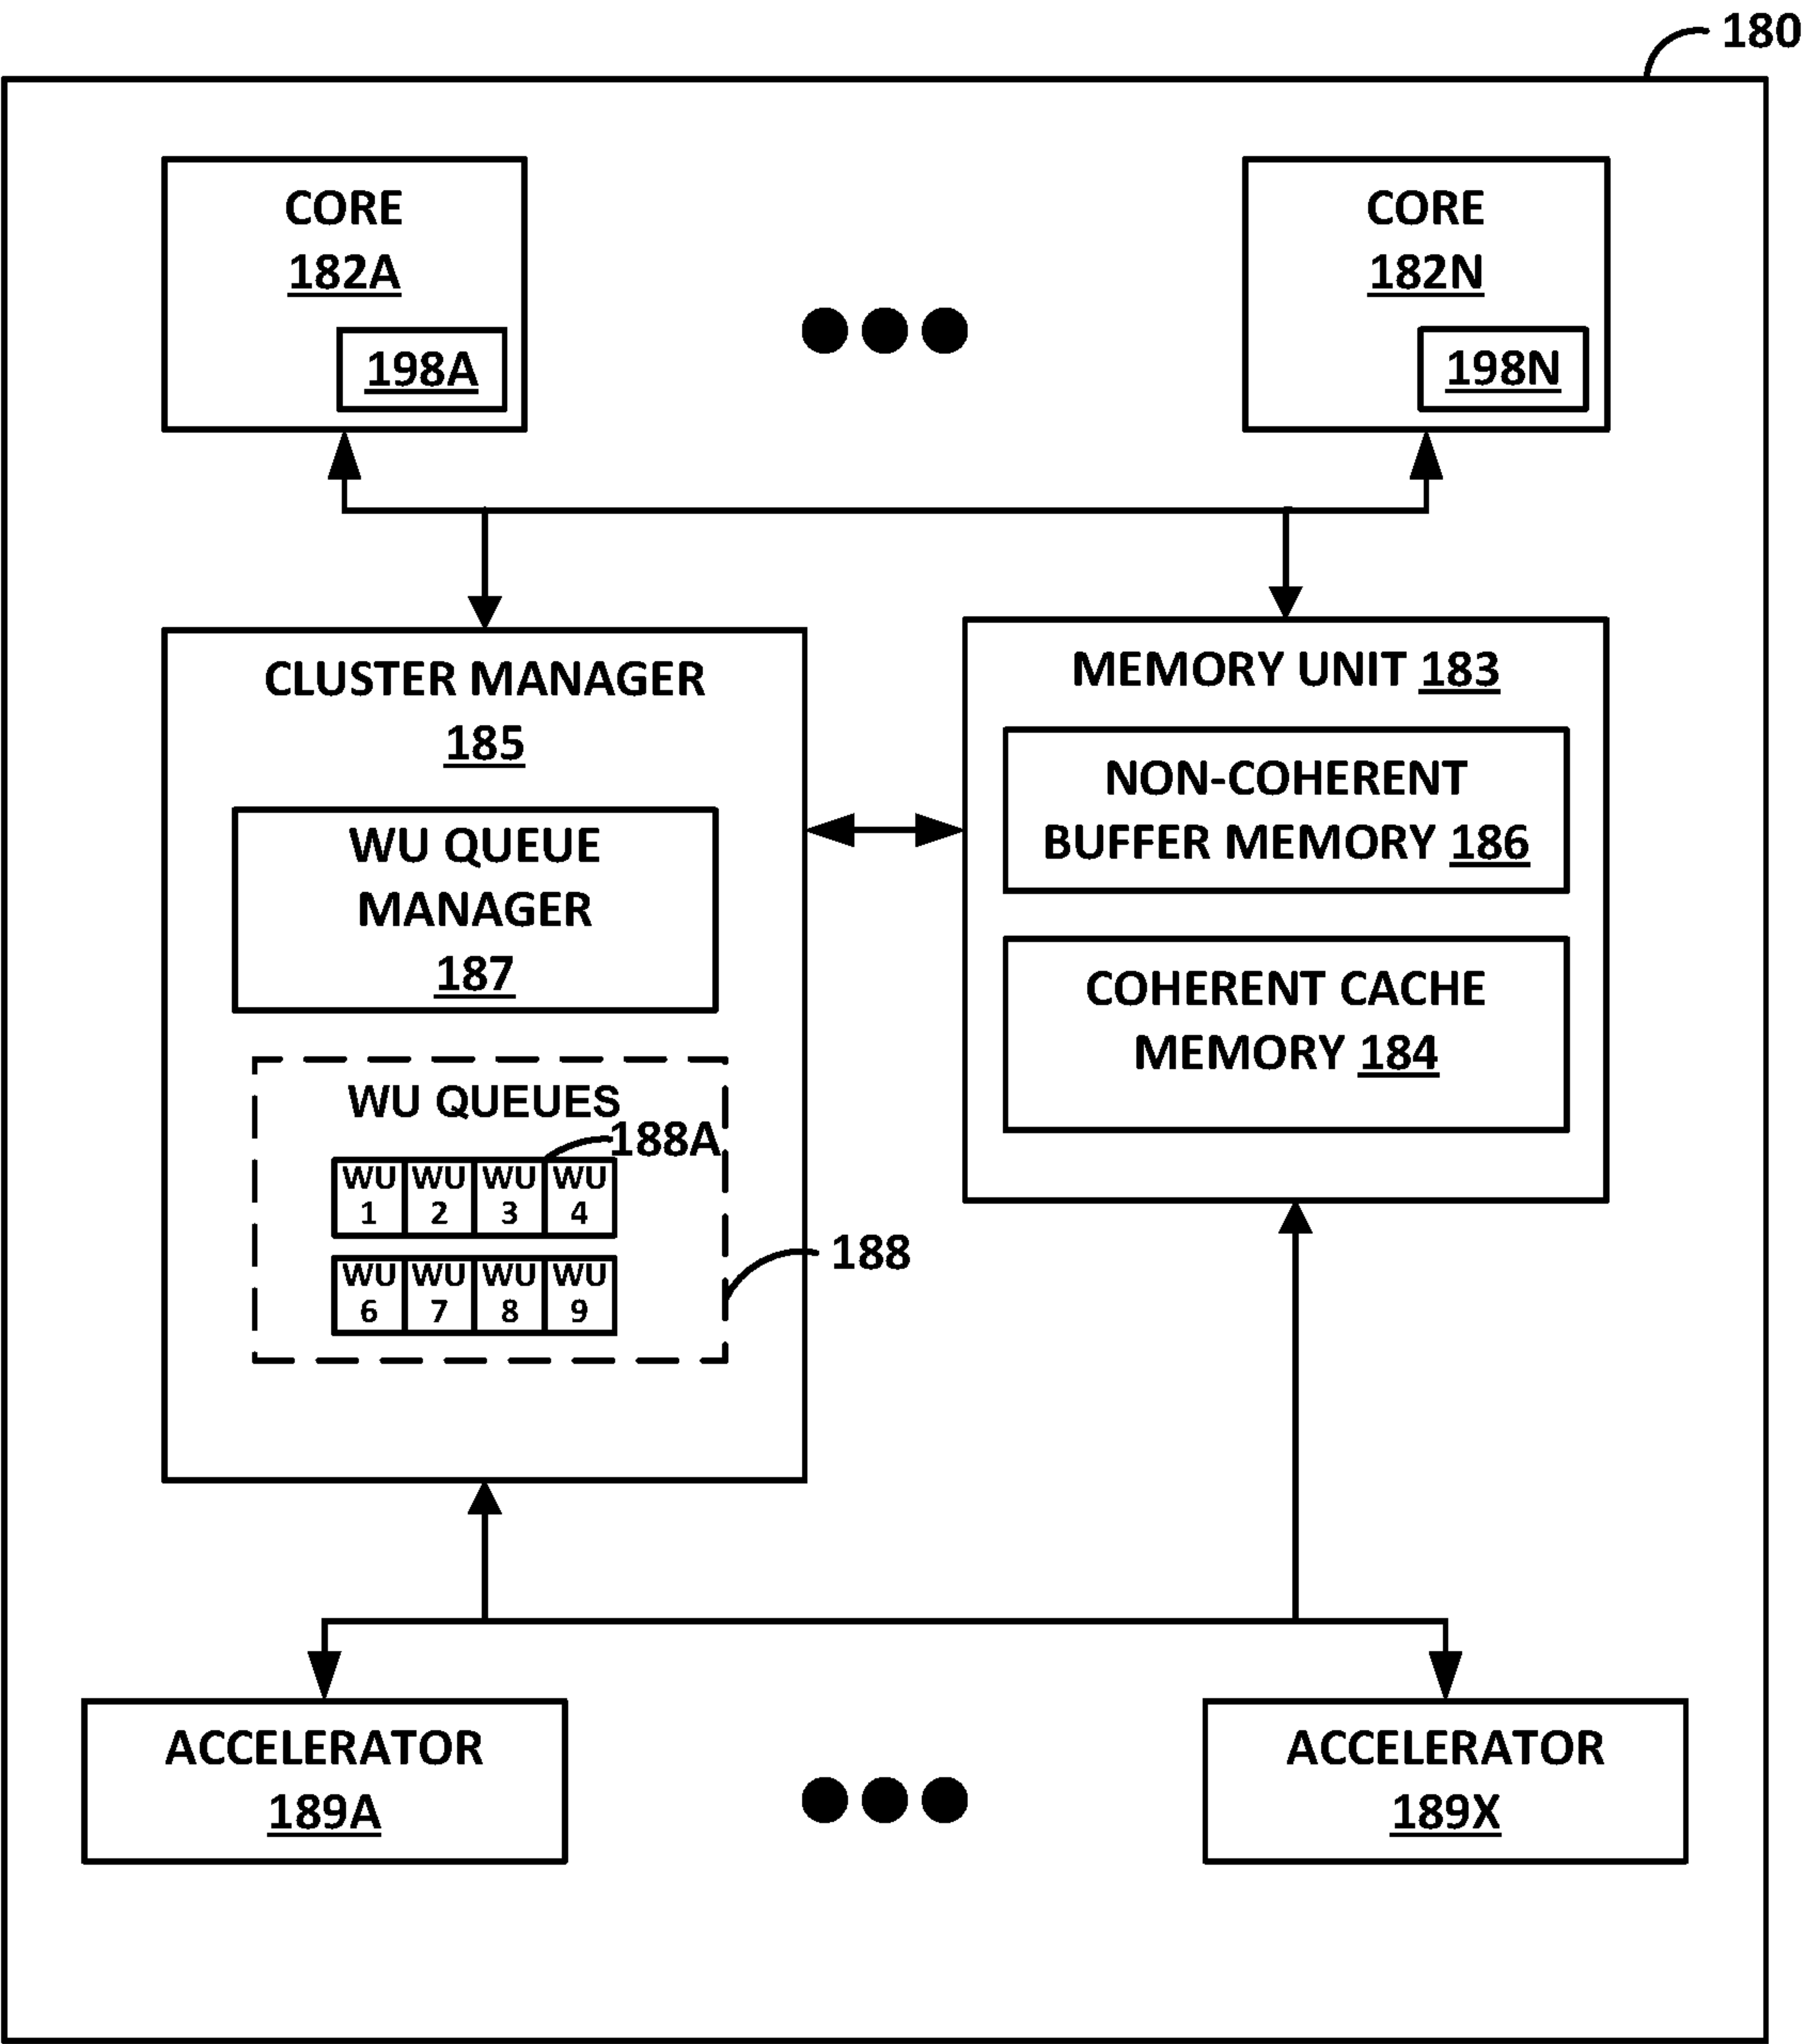 180
CORE
182A
198A
CORE
182N
198N
CLUSTER MANAGER
185
WU QUEUE
MANAGER
187
WU QUEUES
188A
WU WU WU WU
1 2 3 4
WU WU WU WU
6 7 8 9
188
MEMORY UNIT 183
NON-COHERENT
BUFFER MEMORY 186
COHERENT CACHE
MEMORY 184
ACCELERATOR
189A
ACCELERATOR
189X